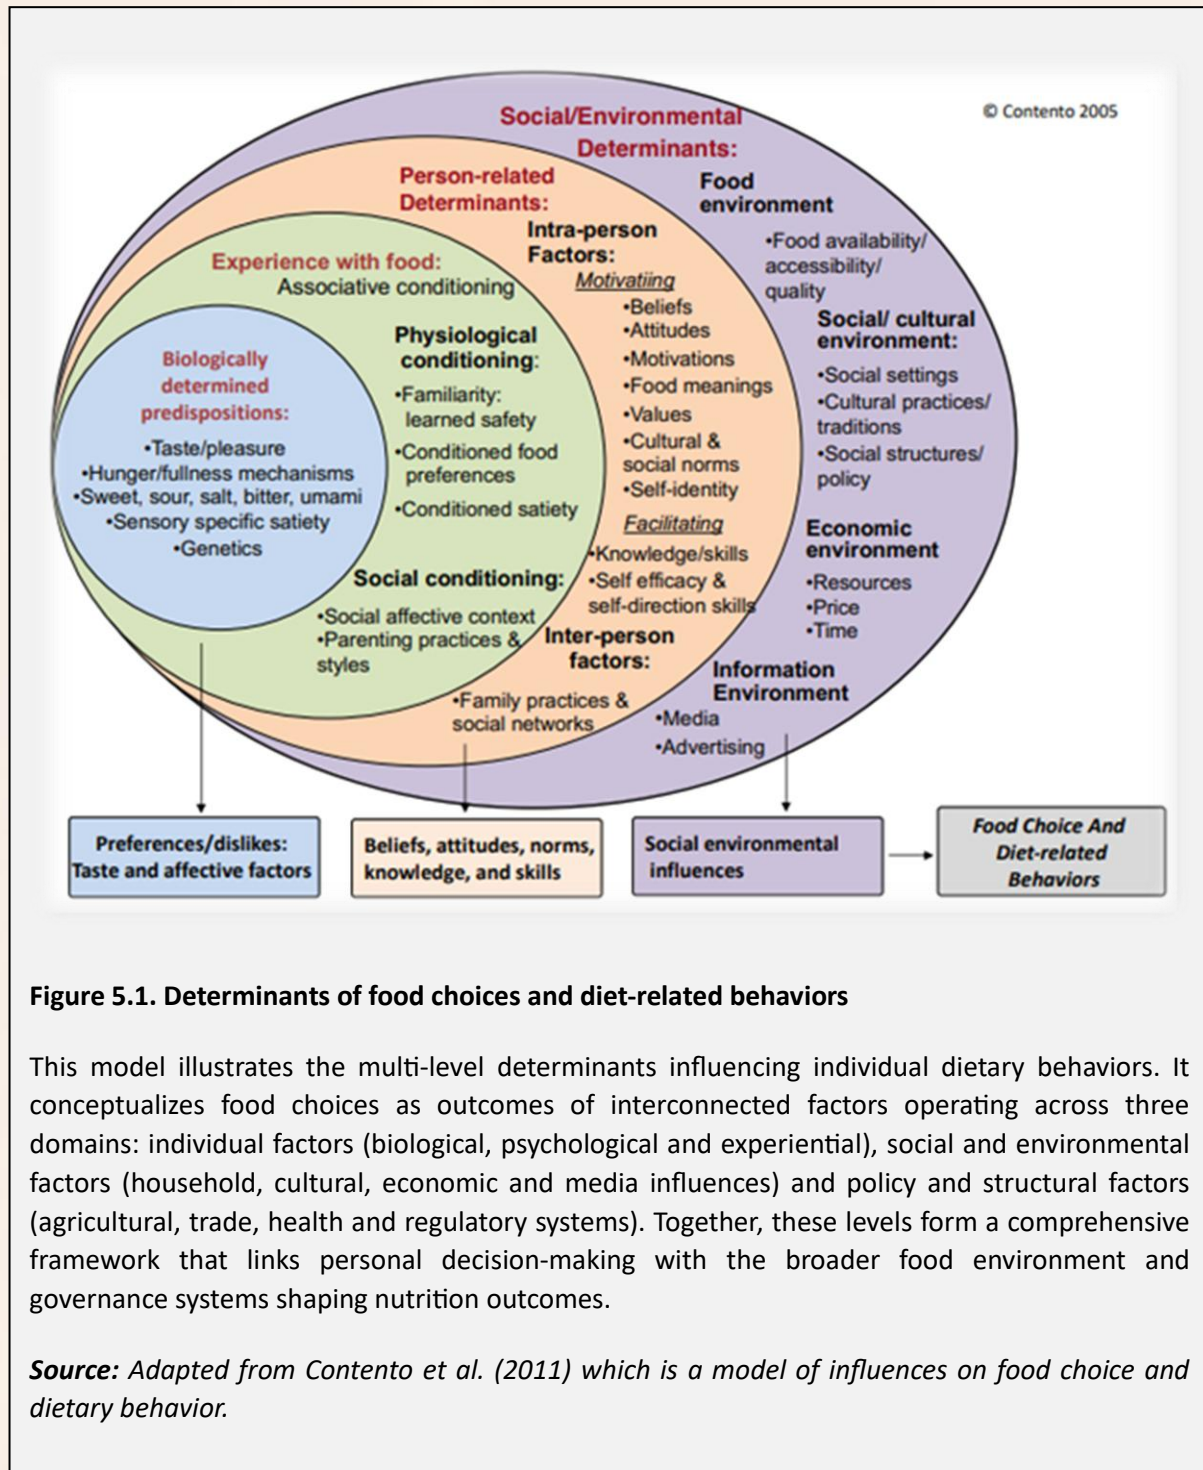 © Contento 2005
Social/Environmental
Determinants:
Food
environment
•Food availability/
accessibility/
quality
Social/ cultural
environment:
•Social settings
•Cultural practices/
traditions
•Social structures/
policy
Economic
environment
•Resources
•Price
•Time
Information
Environment
•Media
•Advertising
Person-related
Determinants:
Intra-person
Factors:
Motivatiing
•Beliefs
•Attitudes
•Motivations
•Food meanings
•Values
•Cultural &
social norms
•Self-identity
Facilitating
•Knowledge/skills
•Self efficacy &
self-direction skills
Inter-person
factors:
•Family practices &
social networks
Experience with food:
Associative conditioning
Physiological
conditioning:
•Familiarity:
learned safety
•Conditioned food
preferences
•Conditioned satiety
Social conditioning:
•Social affective context
•Parenting practices &
styles
Biologically
determined
predispositions:
•Taste/pleasure
•Hunger/fullness mechanisms
•Sweet, sour, salt, bitter, umami
•Sensory specific satiety
•Genetics
Preferences/dislikes:
Taste and affective factors
Beliefs, attitudes, norms,
knowledge, and skills
Social environmental
influences
Food Choice And
Diet-related
Behaviors
Figure 5.1. Determinants of food choices and diet-related behaviors
This model illustrates the multi-level determinants influencing individual dietary behaviors. It
conceptualizes food choices as outcomes of interconnected factors operating across three
domains: individual factors (biological, psychological and experiential), social and environmental
factors (household, cultural, economic and media influences) and policy and structural factors
(agricultural, trade, health and regulatory systems). Together, these levels form a comprehensive
framework that links personal decision-making with the broader food environment and
governance systems shaping nutrition outcomes.
Source: Adapted from Contento et al. (2011) which is a model of influences on food choice and
dietary behavior.